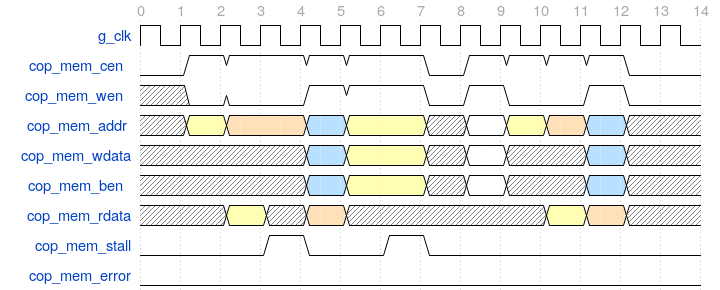 0 1 2 3 4 5 6 7 8 9 10 11 12 13 14
g_clk
cop_mem_cen
cop_mem_wen
cop_mem_addr
cop_mem_wdata
cop_mem_ben
cop_mem_rdata
cop_mem_stall
cop_mem_error